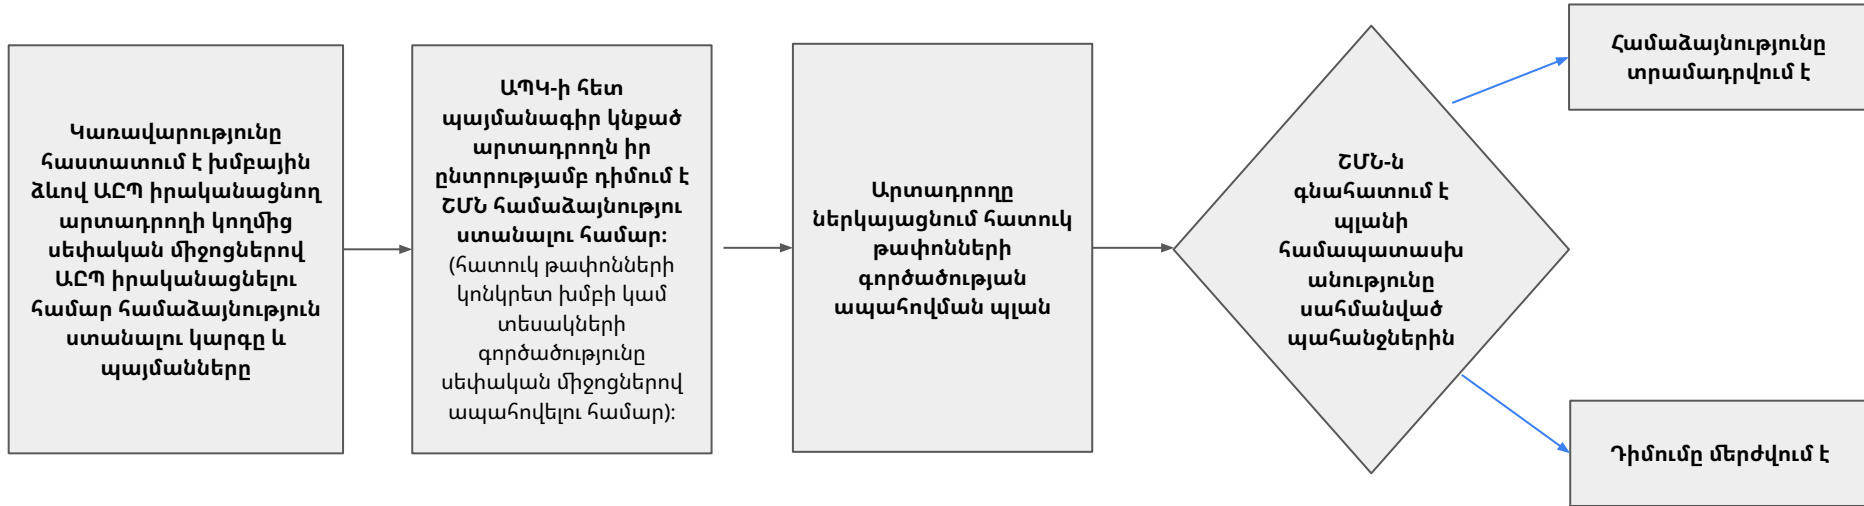 Կառավարությունը
հաստատում է խմբային
ձևով ԱԸՊ իրականացնող
արտադրողի կողմից
սեփական միջոցներով
ԱԸՊ իրականացնելու
համար համաձայնություն
ստանալու կարգը և
պայմանները
ԱՊԿ-ի հետ
պայմանագիր կնքած
արտադրողն իր
ընտրությամբ դիմում է
ՇՄՆ համաձայնությու
ստանալու համար:
(հատուկ թափոնների
կոնկրետ խմբի կամ
տեսակների
գործածությունը
սեփական միջոցներով
ապահովելու համար):
Արտադրողը
ներկայացնում հատուկ
թափոնների
գործածության
ապահովման պլան
ՇՄՆ-ն
գնահատում է
պլանի
համապատասխ
անությունը
սահմանված
պահանջներին
Համաձայնությունը
տրամադրվում է
Դիմումը մերժվում է